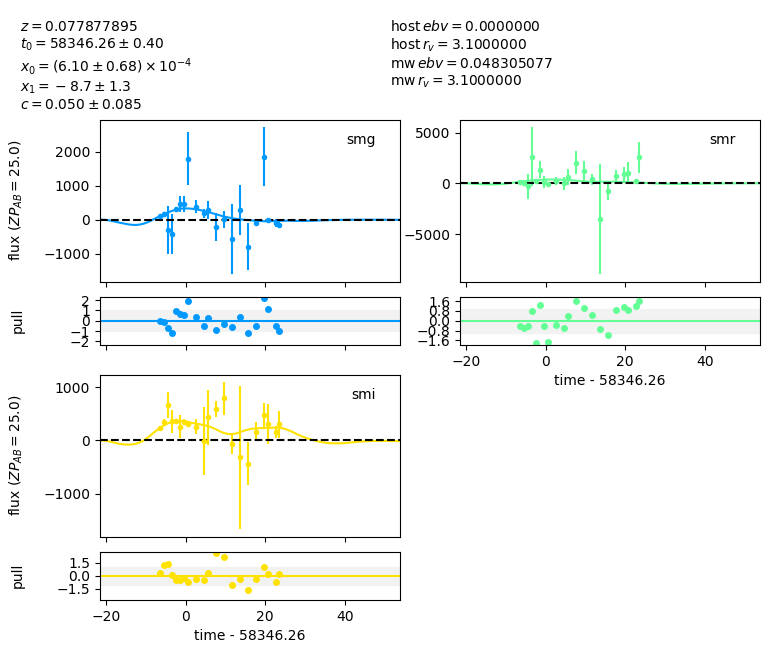 z = 0.077877895
t₀ = 58346.26 ± 0.40
x₀ = (6.10 ± 0.68) × 10⁻⁴
x₁ = −8.7 ± 1.3
c = 0.050 ± 0.085
host ebv = 0.0000000
host r_v = 3.1000000
mw ebv = 0.048305077
mw r_v = 3.1000000
smg
flux (ZP_AB = 25.0)
2000
1000
0
−1000
smr
5000
0
−5000
pull
2
1
0
−1
−2
1.6
0.8
0.0
−0.8
−1.6
−20
0
20
40
time - 58346.26
smi
flux (ZP_AB = 25.0)
1000
0
−1000
pull
1.5
0.0
−1.5
−20
0
20
40
time - 58346.26